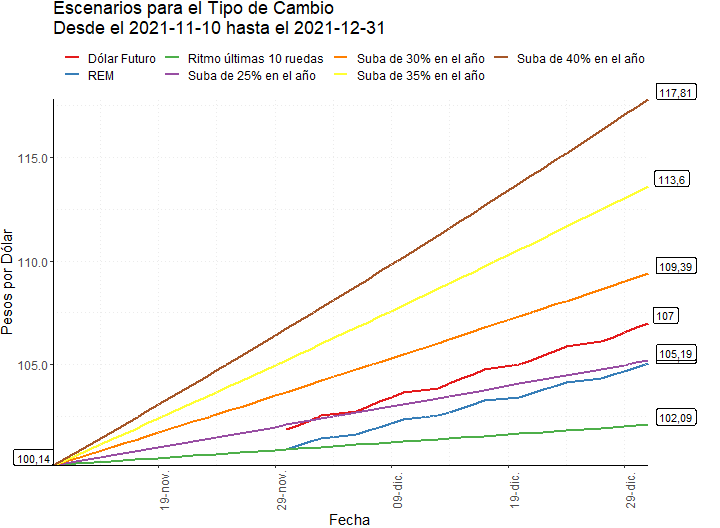 Escenarios para el Tipo de Cambio
Desde el 2021-11-10 hasta el 2021-12-31
Dólar Futuro Ritmo últimas 10 ruedas Suba de 30% en el año Suba de 40% en el año
REM Suba de 25% en el año Suba de 35% en el año
117,81
115.0
113,6
110.0
109,39
107
105,19
105.0
102,09
100,14
Pesos por Dólar
19-nov.
29-nov.
09-dic.
19-dic.
29-dic.
Fecha